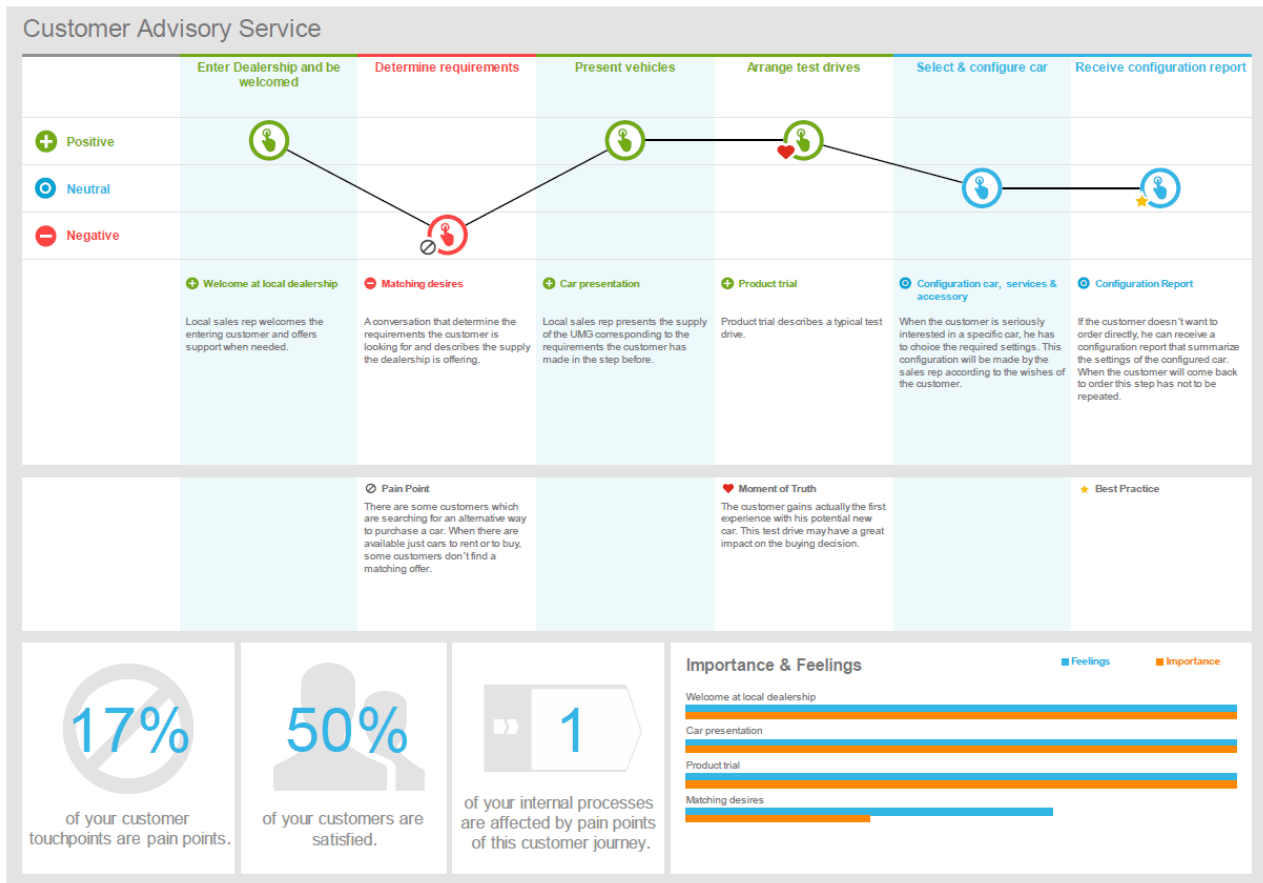 Customer Advisory Service
Enter Dealership and be
welcomed
Determine requirements
Present vehicles
Arrange test drives
Select & configure car
Receive configuration report
Positive
Neutral
Negative
Welcome at local dealership
Local sales rep welcomes the
entering customer and offers
support when needed.
Matching desires
A conversation that determine the
requirements the customer is
looking for and describes the supply
the dealership is offering.
Car presentation
Local sales rep presents the supply
of the UMG corresponding to the
requirements the customer has
made in the step before.
Product trial
Product trial describes a typical test
drive.
Configuration car, services &
accessory
When the customer is seriously
interested in a specific car, he has
to choice the required settings. This
configuration will be made by the
sales rep according to the wishes of
the customer.
Configuration Report
If the customer doesn't want to
order directly, he can receive a
configuration report that summarize
the settings of the configured car.
When the customer will come back
to order this step has not to be
repeated.
Pain Point
There are some customers which
are searching for an alternative way
to purchase a car. When there are
available just cars to rent or to buy,
some customers don't find a
matching offer.
Moment of Truth
The customer gains actually the first
experience with his potential new
car. This test drive may have a great
impact on the buying decision.
Best Practice
17%
of your customer
touchpoints are pain points.
50%
of your customers are
satisfied.
1
of your internal processes
are affected by pain points
of this customer journey.
Importance & Feelings
Feelings
Importance
Welcome at local dealership
Car presentation
Product trial
Matching desires